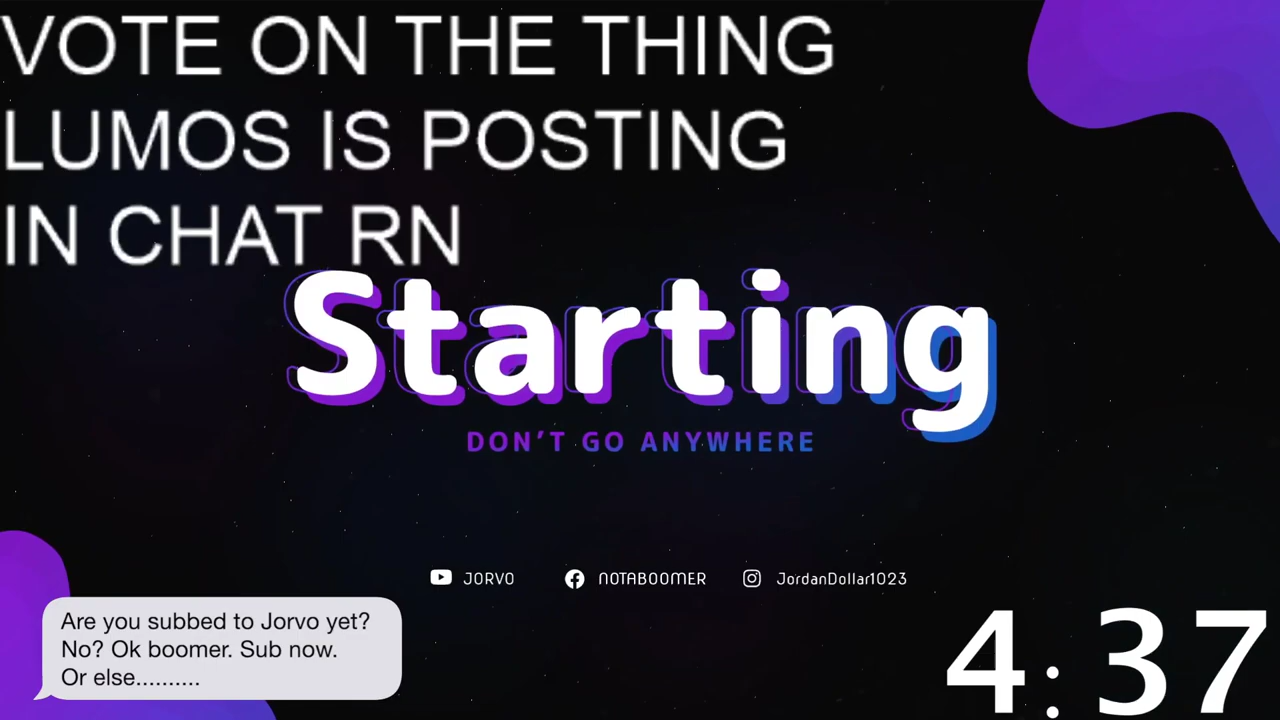 VOTE ON THE THING
LUMOS IS POSTING
IN CHAT RN
Starting
DON'T GO ANYWHERE
JORVO NOTABOOMER JordanDollar1023
Are you subbed to Jorvo yet?
No? Ok boomer. Sub now.
Or else..........
4:37